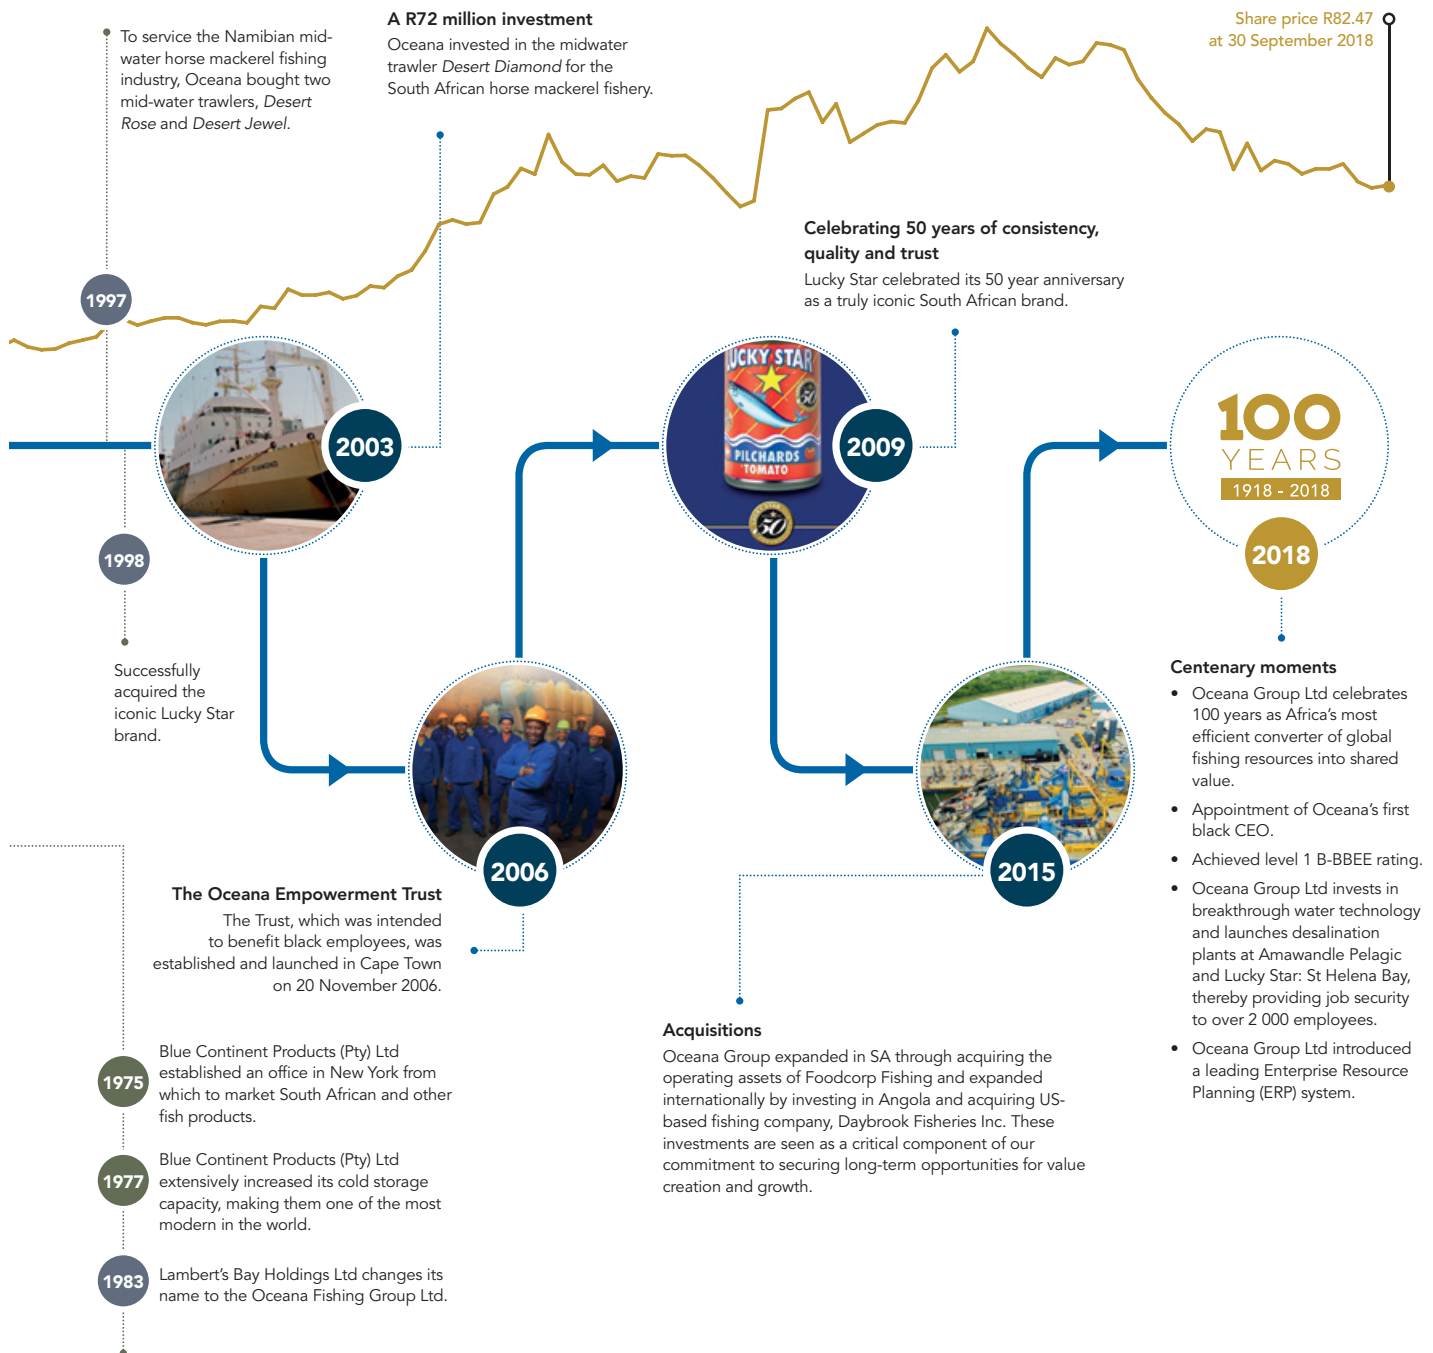 To service the Namibian mid-
water horse mackerel fishing
industry, Oceana bought two
mid-water trawlers, Desert
Rose and Desert Jewel.
A R72 million investment
Oceana invested in the midwater
trawler Desert Diamond for the
South African horse mackerel fishery.
Share price R82.47
at 30 September 2018
1997
Celebrating 50 years of consistency,
quality and trust
Lucky Star celebrated its 50 year anniversary
as a truly iconic South African brand.
DESERT DIAMOND
2003
LUCKY STAR
50
PILCHARDS
TOMATO
50
2009
100
YEARS
1918 - 2018
2018
1998
Successfully
acquired the
iconic Lucky Star
brand.
2006
The Oceana Empowerment Trust
The Trust, which was intended
to benefit black employees, was
established and launched in Cape Town
on 20 November 2006.
2015
Acquisitions
Oceana Group expanded in SA through acquiring the
operating assets of Foodcorp Fishing and expanded
internationally by investing in Angola and acquiring US-
based fishing company, Daybrook Fisheries Inc. These
investments are seen as a critical component of our
commitment to securing long-term opportunities for value
creation and growth.
Centenary moments
• Oceana Group Ltd celebrates
100 years as Africa’s most
efficient converter of global
fishing resources into shared
value.
• Appointment of Oceana’s first
black CEO.
• Achieved level 1 B-BBEE rating.
• Oceana Group Ltd invests in
breakthrough water technology
and launches desalination
plants at Amawandle Pelagic
and Lucky Star: St Helena Bay,
thereby providing job security
to over 2 000 employees.
• Oceana Group Ltd introduced
a leading Enterprise Resource
Planning (ERP) system.
1975
Blue Continent Products (Pty) Ltd
established an office in New York from
which to market South African and other
fish products.
1977
Blue Continent Products (Pty) Ltd
extensively increased its cold storage
capacity, making them one of the most
modern in the world.
1983
Lambert’s Bay Holdings Ltd changes its
name to the Oceana Fishing Group Ltd.